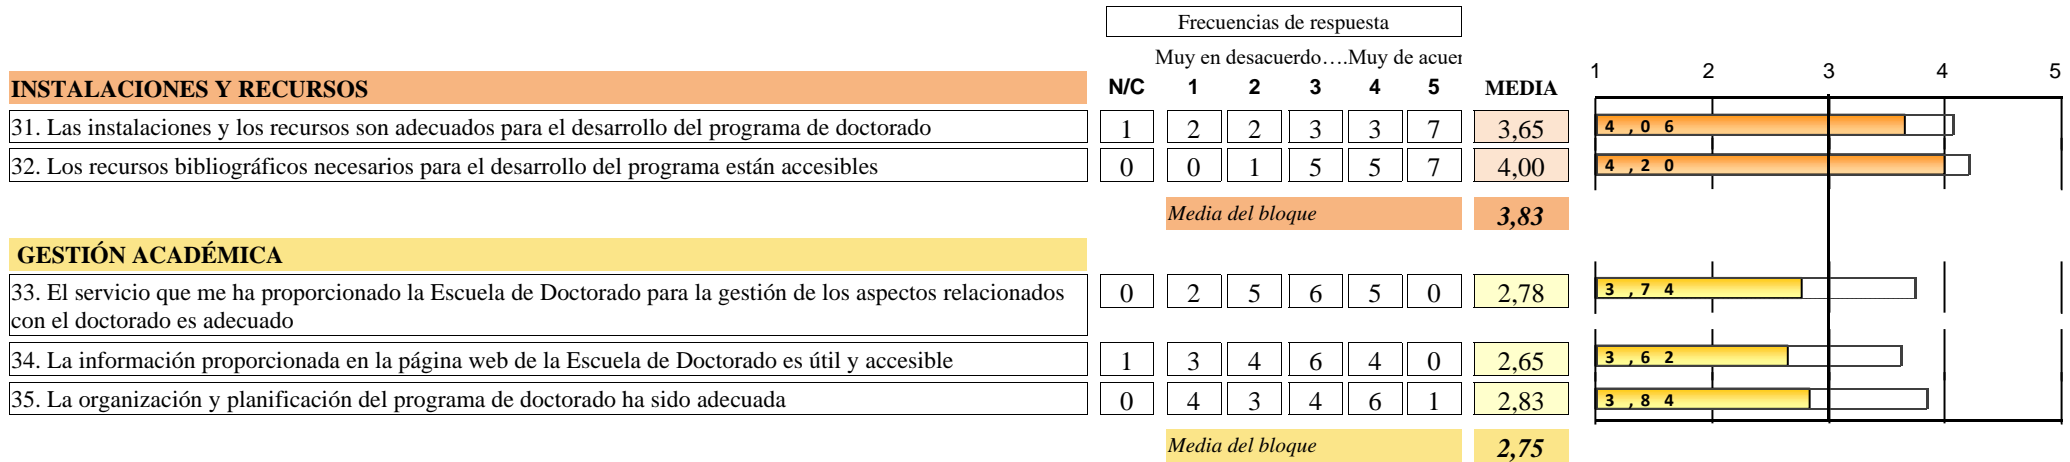 Frecuencias de respuesta
Muy en desacuerdo….Muy de acuer
INSTALACIONES Y RECURSOS N/C 1 2 3 4 5 MEDIA 1 2 3 4 5
31. Las instalaciones y los recursos son adecuados para el desarrollo del programa de doctorado 1 2 2 3 3 7 3,65 4,06
32. Los recursos bibliográficos necesarios para el desarrollo del programa están accesibles 0 0 1 5 5 7 4,00 4,20
Media del bloque 3,83
GESTIÓN ACADÉMICA
33. El servicio que me ha proporcionado la Escuela de Doctorado para la gestión de los aspectos relacionados 0 2 5 6 5 0 2,78 3,74
con el doctorado es adecuado
34. La información proporcionada en la página web de la Escuela de Doctorado es útil y accesible 1 3 4 6 4 0 2,65 3,62
35. La organización y planificación del programa de doctorado ha sido adecuada 0 4 3 4 6 1 2,83 3,84
Media del bloque 2,75